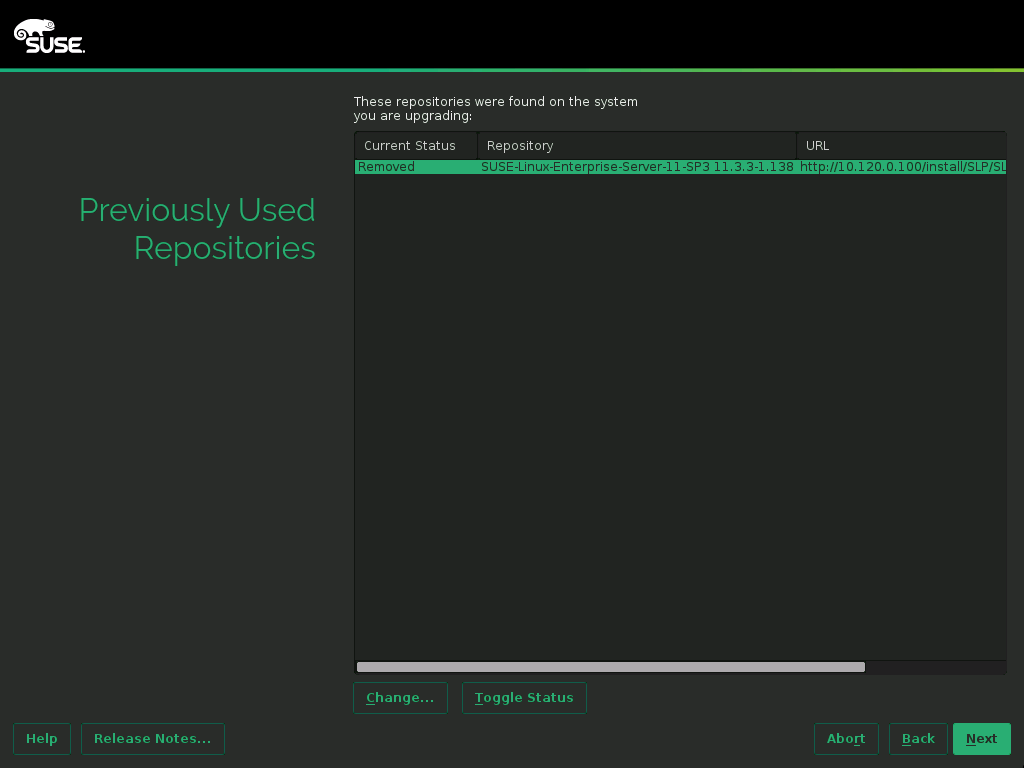 SUSE.
These repositories were found on the system
you are upgrading:
Current Status Repository URL
Removed SUSE-Linux-Enterprise-Server-11-SP3 11.3.3-1.138 http://10.120.0.100/install/SLP/SL
Previously Used
Repositories
Change... Toggle Status
Help Release Notes... Abort Back Next